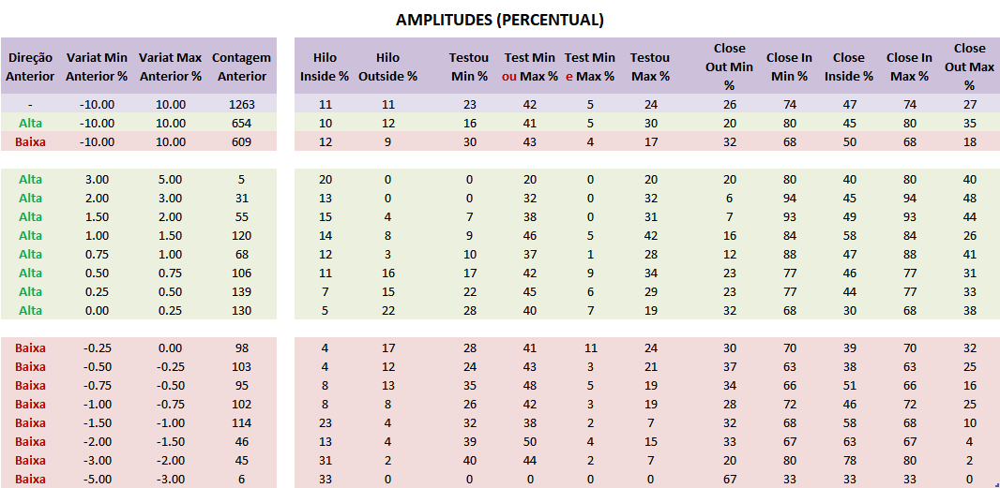 AMPLITUDES (PERCENTUAL)
Direção Anterior | Variat Min Anterior % | Variat Max Anterior % | Contagem Anterior | Hilo Inside % | Hilo Outside % | Testou Min % | Test Min ou Max % | Test Min e Max % | Testou Max % | Close Out Min % | Close In Min % | Close Inside % | Close In Max % | Close Out Max %
- -10.00 10.00 1263 11 11 23 42 5 24 26 74 47 74 27
Alta -10.00 10.00 654 10 12 16 41 5 30 20 80 45 80 35
Baixa -10.00 10.00 609 12 9 30 43 4 17 32 68 50 68 18
Alta 3.00 5.00 5 20 0 0 20 0 20 20 80 40 80 40
Alta 2.00 3.00 31 13 0 0 32 0 32 6 94 45 94 48
Alta 1.50 2.00 55 15 4 7 38 0 31 7 93 49 93 44
Alta 1.00 1.50 120 14 8 9 46 5 42 16 84 58 84 26
Alta 0.75 1.00 68 12 3 10 37 1 28 12 88 47 88 41
Alta 0.50 0.75 106 11 16 17 42 9 34 23 77 46 77 31
Alta 0.25 0.50 139 7 15 22 45 6 29 23 77 44 77 33
Alta 0.00 0.25 130 5 22 28 40 7 19 32 68 30 68 38
Baixa -0.25 0.00 98 4 17 28 41 11 24 30 70 39 70 32
Baixa -0.50 -0.25 103 4 12 24 43 3 21 37 63 38 63 25
Baixa -0.75 -0.50 95 8 13 35 48 5 19 34 66 51 66 16
Baixa -1.00 -0.75 102 8 8 26 42 3 19 28 72 46 72 25
Baixa -1.50 -1.00 114 23 4 32 38 2 7 32 68 58 68 10
Baixa -2.00 -1.50 46 13 4 39 50 4 15 33 67 63 67 4
Baixa -3.00 -2.00 45 31 2 40 44 2 7 20 80 78 80 2
Baixa -5.00 -3.00 6 33 0 0 0 0 0 67 33 33 33 0